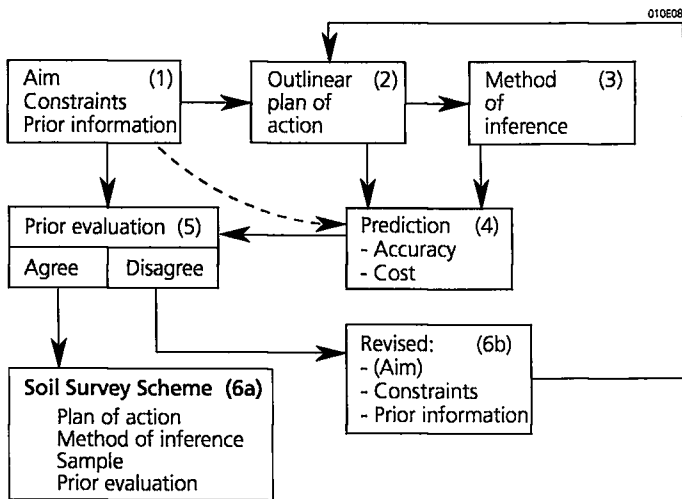 010E08
Aim (1)
Constraints
Prior information
Outlinear (2)
plan of
action
Method (3)
of
inference
Prior evaluation (5)
Agree Disagree
Prediction (4)
- Accuracy
- Cost
Revised: (6b)
- (Aim)
- Constraints
- Prior information
Soil Survey Scheme (6a)
Plan of action
Method of inference
Sample
Prior evaluation